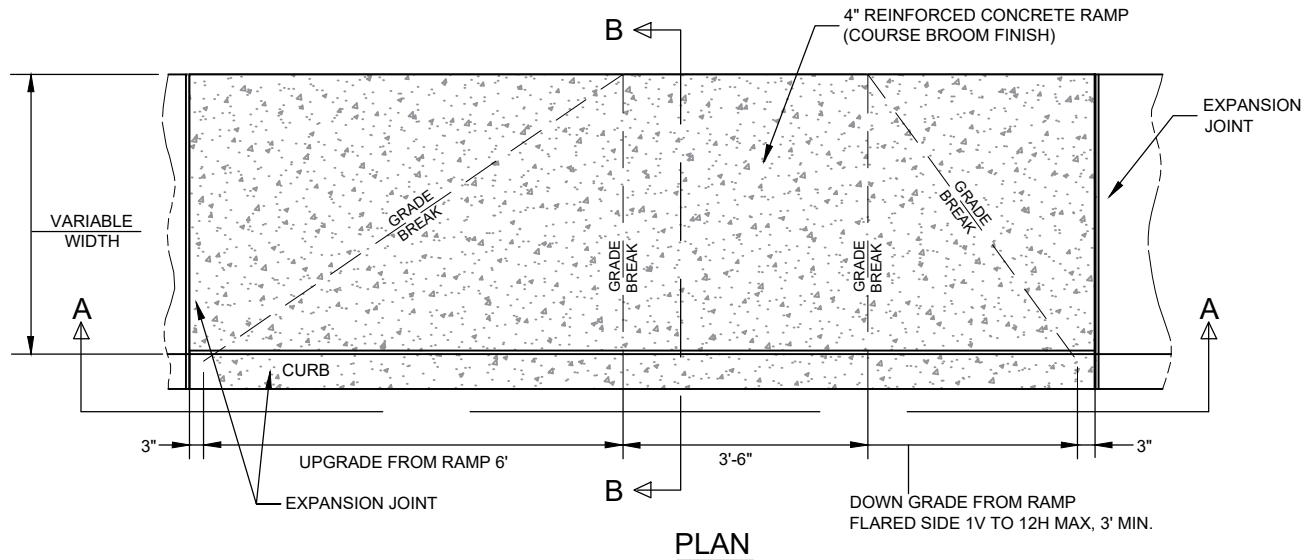 B
4" REINFORCED CONCRETE RAMP
(COURSE BROOM FINISH)
EXPANSION
JOINT
VARIABLE
WIDTH
GRADE
BREAK
GRADE
BREAK
GRADE
BREAK
GRADE
BREAK
A
A
CURB
3"
UPGRADE FROM RAMP 6'
3'-6"
3"
EXPANSION JOINT
B
DOWN GRADE FROM RAMP
FLARED SIDE 1V TO 12H MAX, 3' MIN.
PLAN